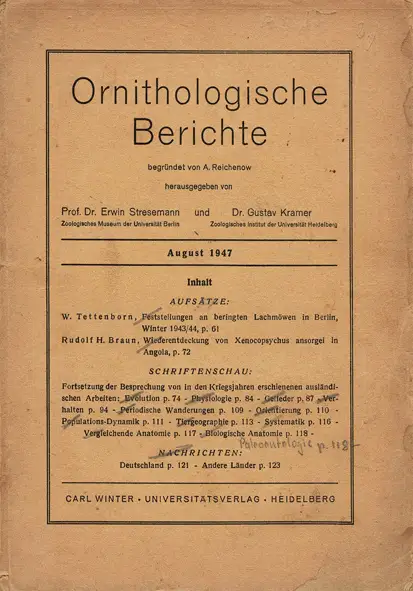 Ornithologische
Berichte
begründet von A. Reichenow
herausgegeben von
Prof. Dr. Erwin Stresemann und Dr. Gustav Kramer
Zoologisches Museum der Universität Berlin Zoologisches Institut der Universität Heidelberg
August 1947
Inhalt
AUFSÄTZE:
W. Tettenborn, Feststellungen an beringten Lachmöwen in Berlin,
Winter 1943/44, p. 61
Rudolf H. Braun, Wiederentdeckung von Xenocopsychus ansorgei in
Angola, p. 72
SCHRIFTENSCHAU:
Fortsetzung der Besprechung von in den Kriegsjahren erschienenen ausländi-
schen Arbeiten: Evolution p. 74 - Physiologie p. 84 - Gefieder p. 87 - Ver-
halten p. 94 - Periodische Wanderungen p. 109 - Orientierung p. 110 -
Populations-Dynamik p. 111 - Tiergeographie p. 113 - Systematik p. 116 -
Vergleichende Anatomie p. 117 - Biologische Anatomie p. 118 -
Paleontologie p. 118
NACHRICHTEN:
Deutschland p. 121 - Andere Länder p. 123
CARL WINTER · UNIVERSITÄTSVERLAG · HEIDELBERG